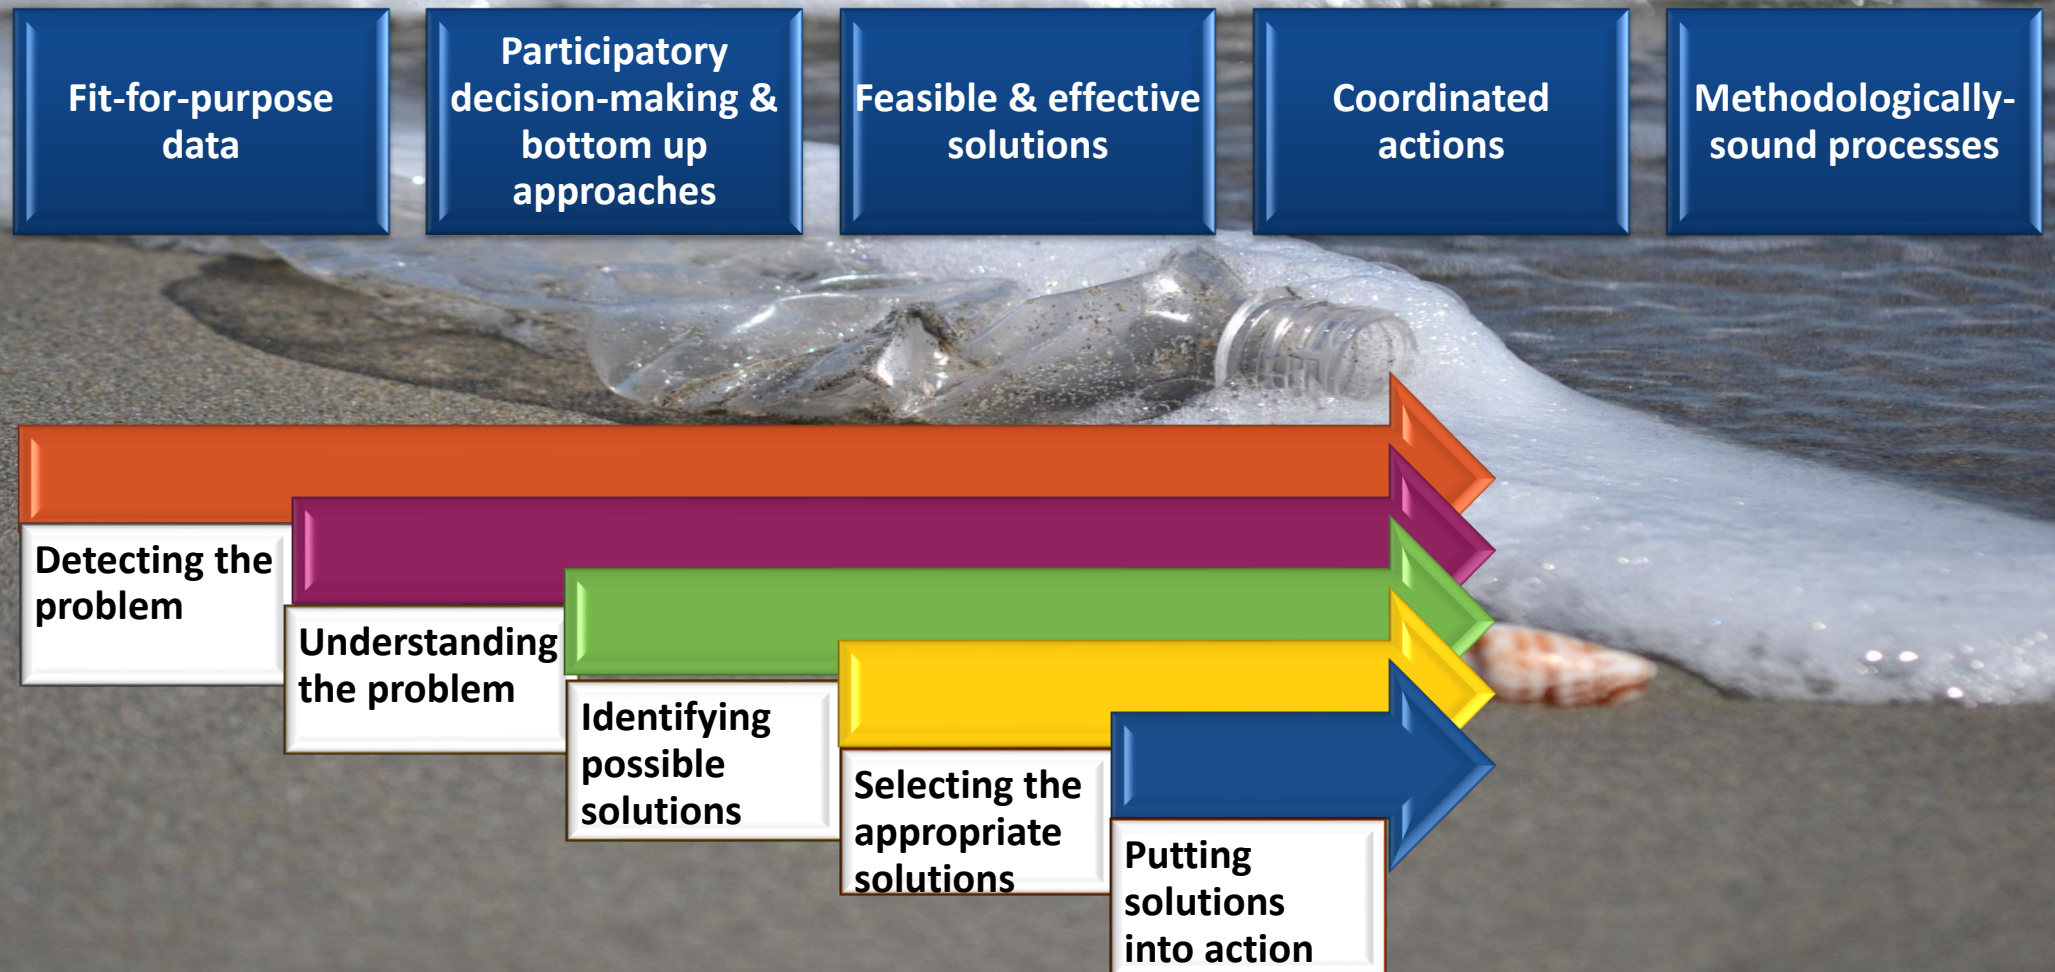 Fit-for-purpose
data
Participatory
decision-making &
bottom up
approaches
Feasible & effective
solutions
Coordinated
actions
Methodologically-
sound processes
Detecting the
problem
Understanding
the problem
Identifying
possible
solutions
Selecting the
appropriate
solutions
Putting
solutions
into action